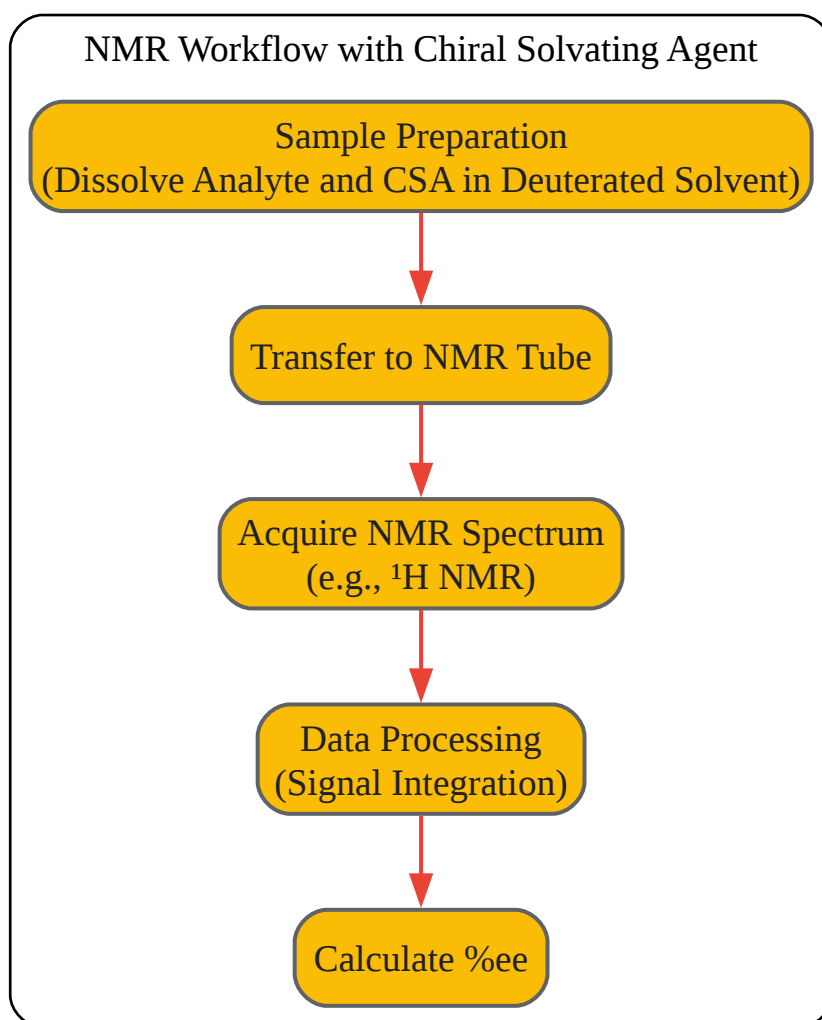 NMR Workflow with Chiral Solvating Agent
Sample Preparation
(Dissolve Analyte and CSA in Deuterated Solvent)
Transfer to NMR Tube
Acquire NMR Spectrum
(e.g., ¹H NMR)
Data Processing
(Signal Integration)
Calculate %ee